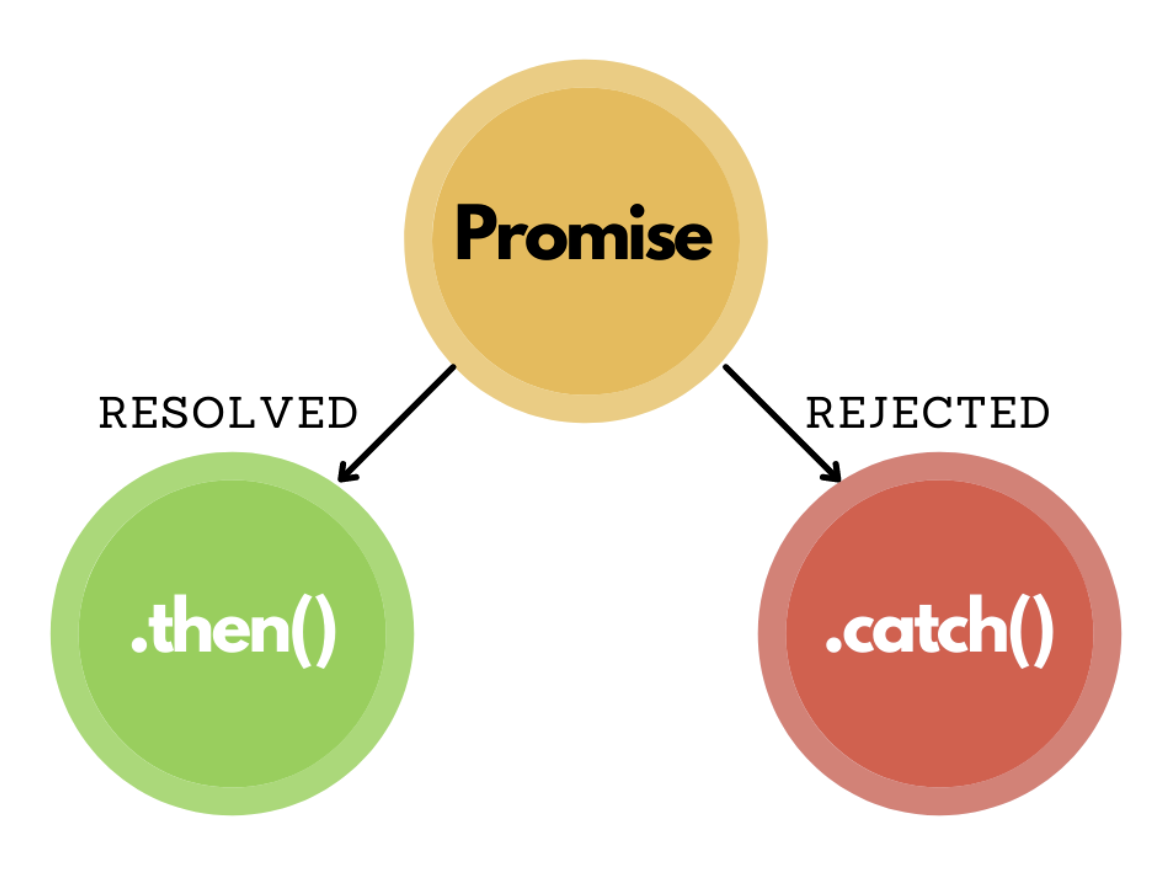 Promise
RESOLVED
REJECTED
.then()
.catch()